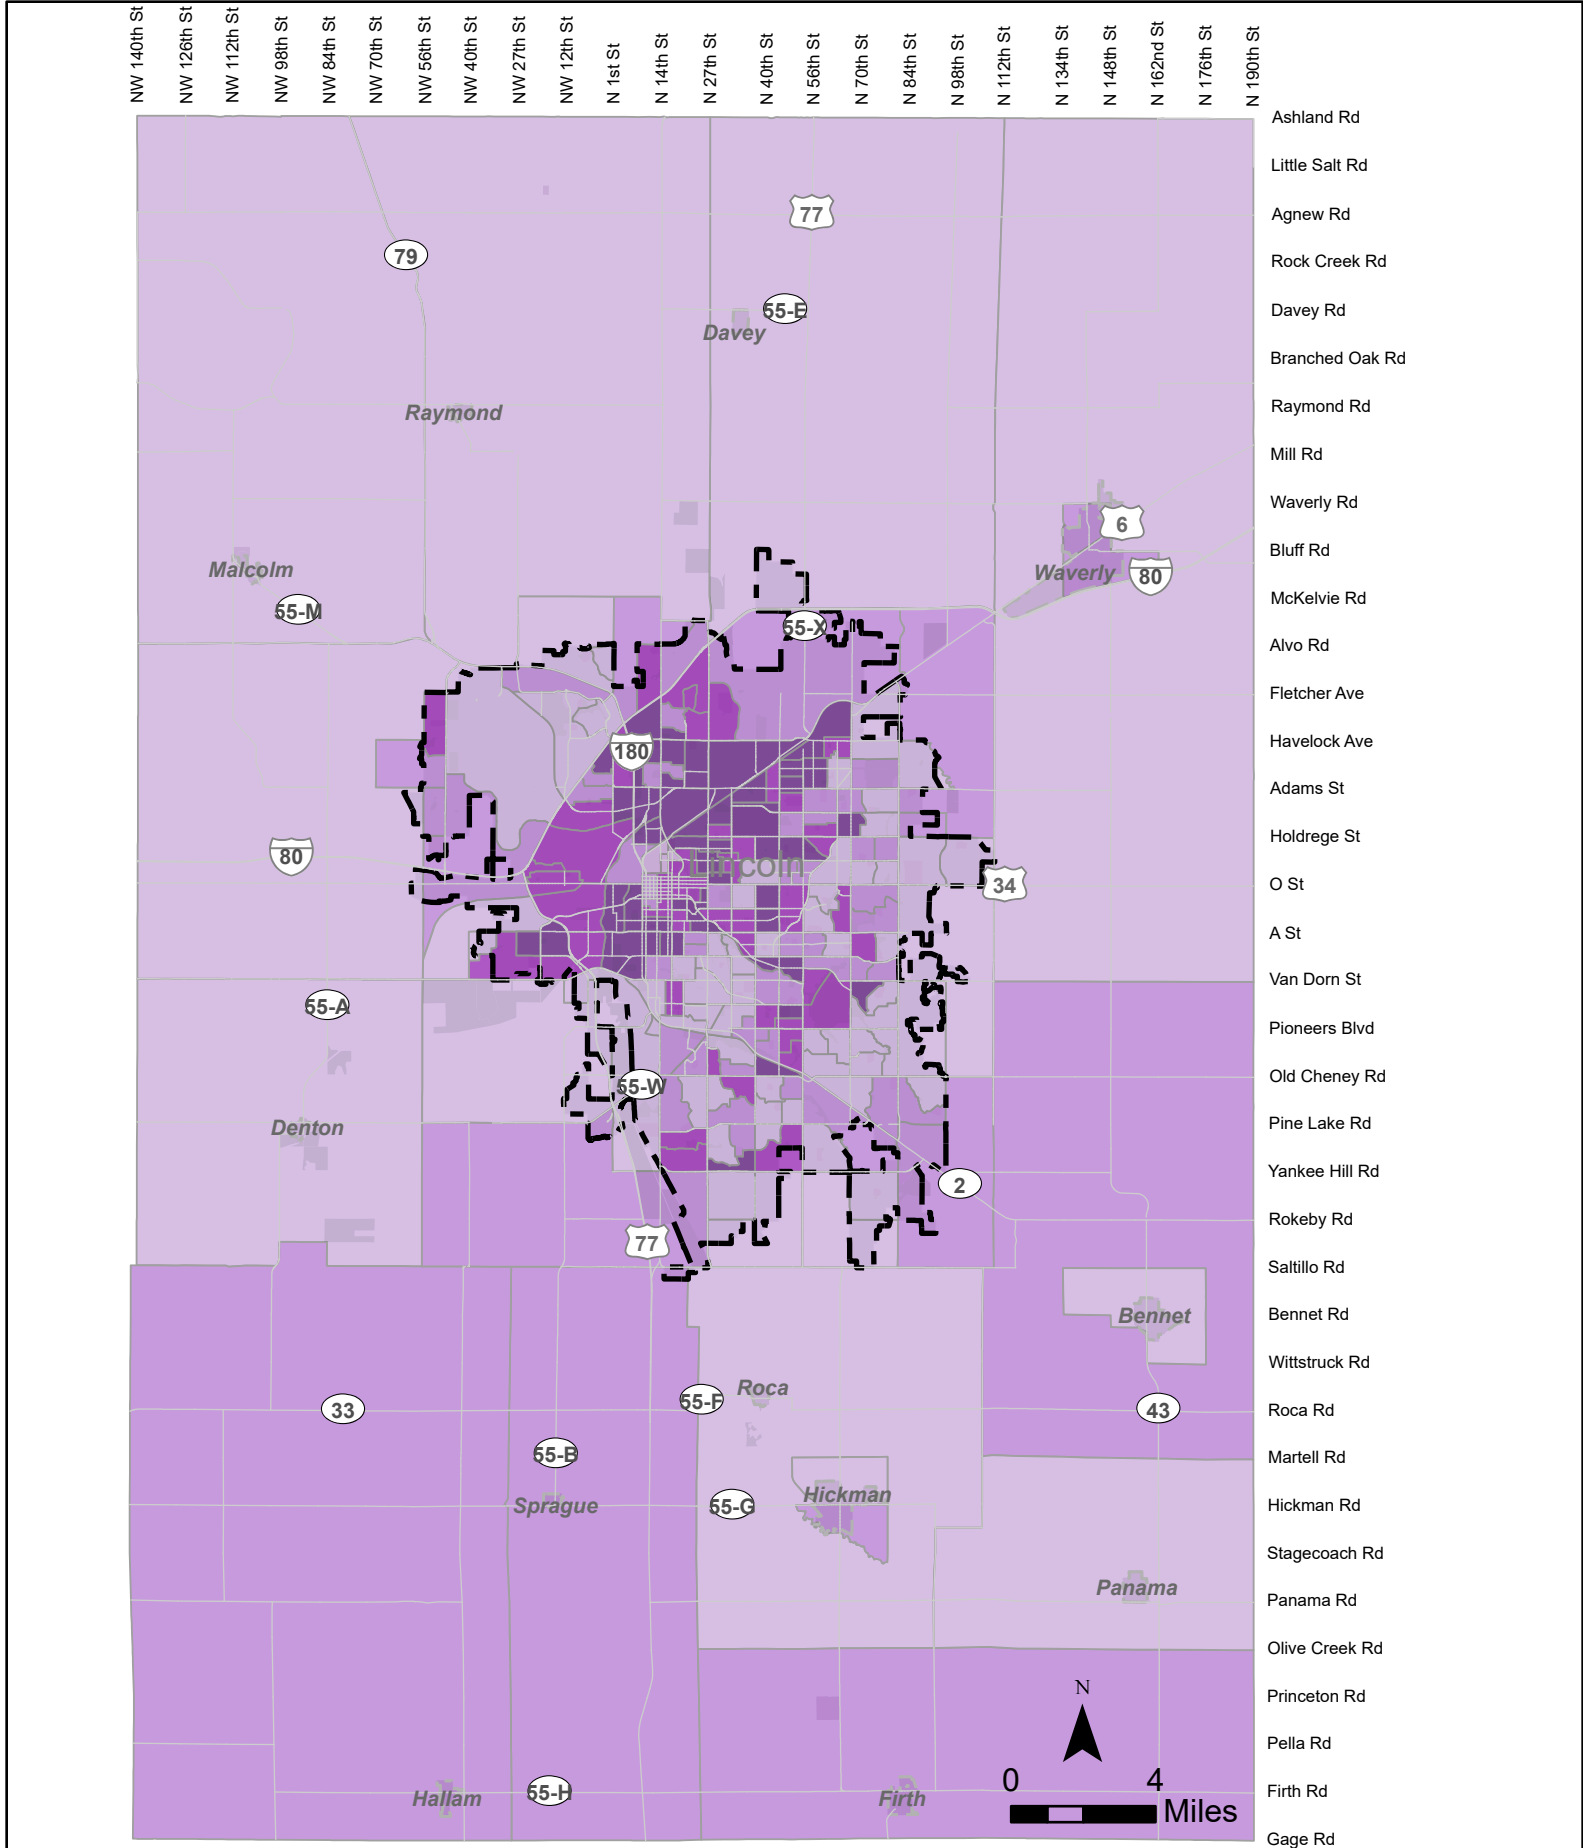 NW 140th St
NW 126th St
NW 112th St
NW 98th St
NW 84th St
NW 70th St
NW 56th St
NW 40th St
NW 27th St
NW 12th St
N 1st St
N 14th St
N 27th St
N 40th St
N 56th St
N 70th St
N 84th St
N 98th St
N 112th St
N 134th St
N 148th St
N 162nd St
N 176th St
N 190th St
Ashland Rd
Little Salt Rd
77
Agnew Rd
79
Rock Creek Rd
55-E
Davey Rd
Davey
Branched Oak Rd
Raymond
Raymond Rd
Mill Rd
Waverly Rd
6
Bluff Rd
Malcolm
Waverly
80
McKelvie Rd
55-M
55-X
Alvo Rd
Fletcher Ave
Havelock Ave
180
Adams St
Holdrege St
80
Lincoln
34
O St
A St
Van Dorn St
55-A
Pioneers Blvd
Old Cheney Rd
55-W
Denton
Pine Lake Rd
Yankee Hill Rd
2
Rokeby Rd
77
Saltillo Rd
Bennet
Bennet Rd
Wittstruck Rd
Roca
55-F
33
43
Roca Rd
55-B
Martell Rd
Hickman
Sprague
55-G
Hickman Rd
Stagecoach Rd
Panama
Panama Rd
Olive Creek Rd
N
Princeton Rd
Pella Rd
0 4
Miles
Hallam
55-H
Firth
Firth Rd
Gage Rd